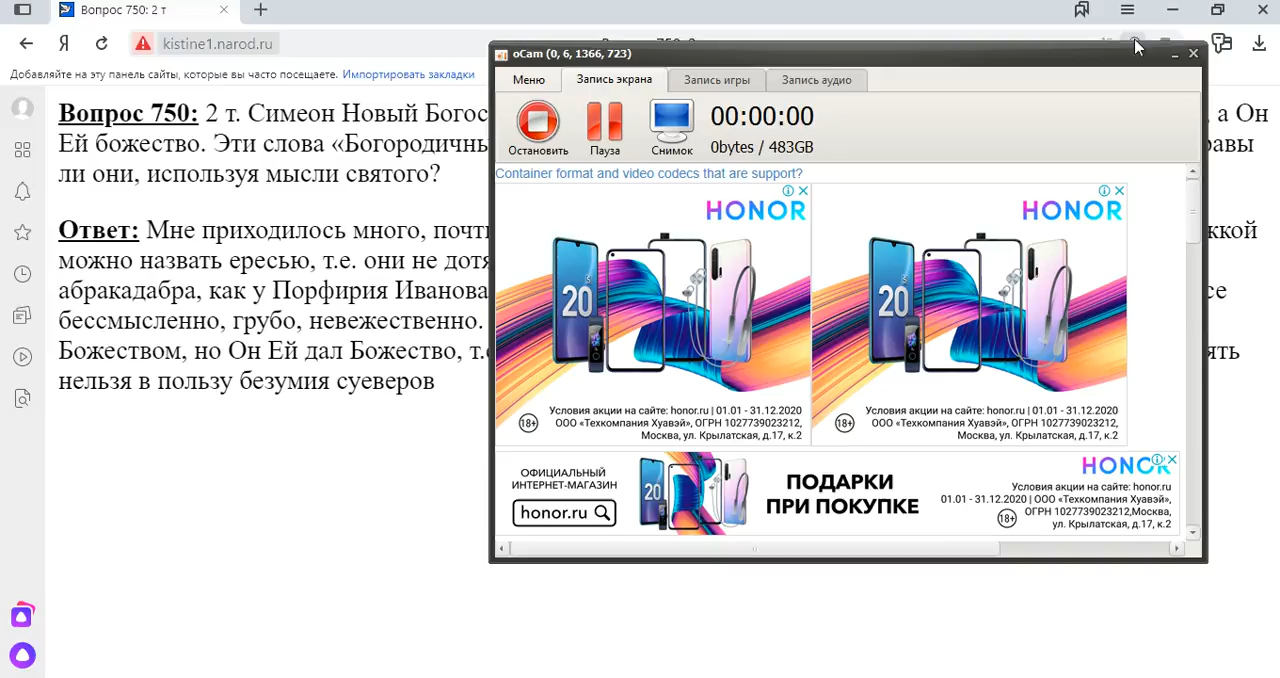 Вопрос 750: 2 т
kistine1.narod.ru
Добавляйте на эту панель сайты, которые вы часто посещаете. Импортировать закладки
Вопрос 750: 2 т. Симеон Новый Богос
, а Он
Ей божество. Эти слова «Богородичны
равы
ли они, используя мысли святого?
Ответ: Мне приходилось много, почти
жкой
можно назвать ересью, т.е. они не дотя
абракадабра, как у Порфирия Иванова
се
бессмысленно, грубо, невежественно.
Божеством, но Он Ей дал Божество, т.е
ять
нельзя в пользу безумия суеверов
oCam (0, 6, 1366, 723)
Меню
Запись экрана
Запись игры
Запись аудио
Остановить
Пауза
Снимок
00:00:00
0bytes / 483GB
Container format and video codecs that are support?
HONOR
20
18+
Условия акции на сайте: honor.ru | 01.01 - 31.12.2020
ООО «Техкомпания Хуавэй», ОГРН 1027739023212,
Москва, ул. Крылатская, д.17, к.2
HONOR
20
18+
Условия акции на сайте: honor.ru | 01.01 - 31.12.2020
ООО «Техкомпания Хуавэй», ОГРН 1027739023212,
Москва, ул. Крылатская, д.17, к.2
ОФИЦИАЛЬНЫЙ
ИНТЕРНЕТ-МАГАЗИН
honor.ru
20
ПОДАРКИ
ПРИ ПОКУПКЕ
HONOR
Условия акции на сайте: honor.ru
01.01 - 31.12.2020 | ООО «Техкомпания Хуавэй»,
ОГРН 1027739023212,Москва,
ул. Крылатская, д.17, к.2
18+